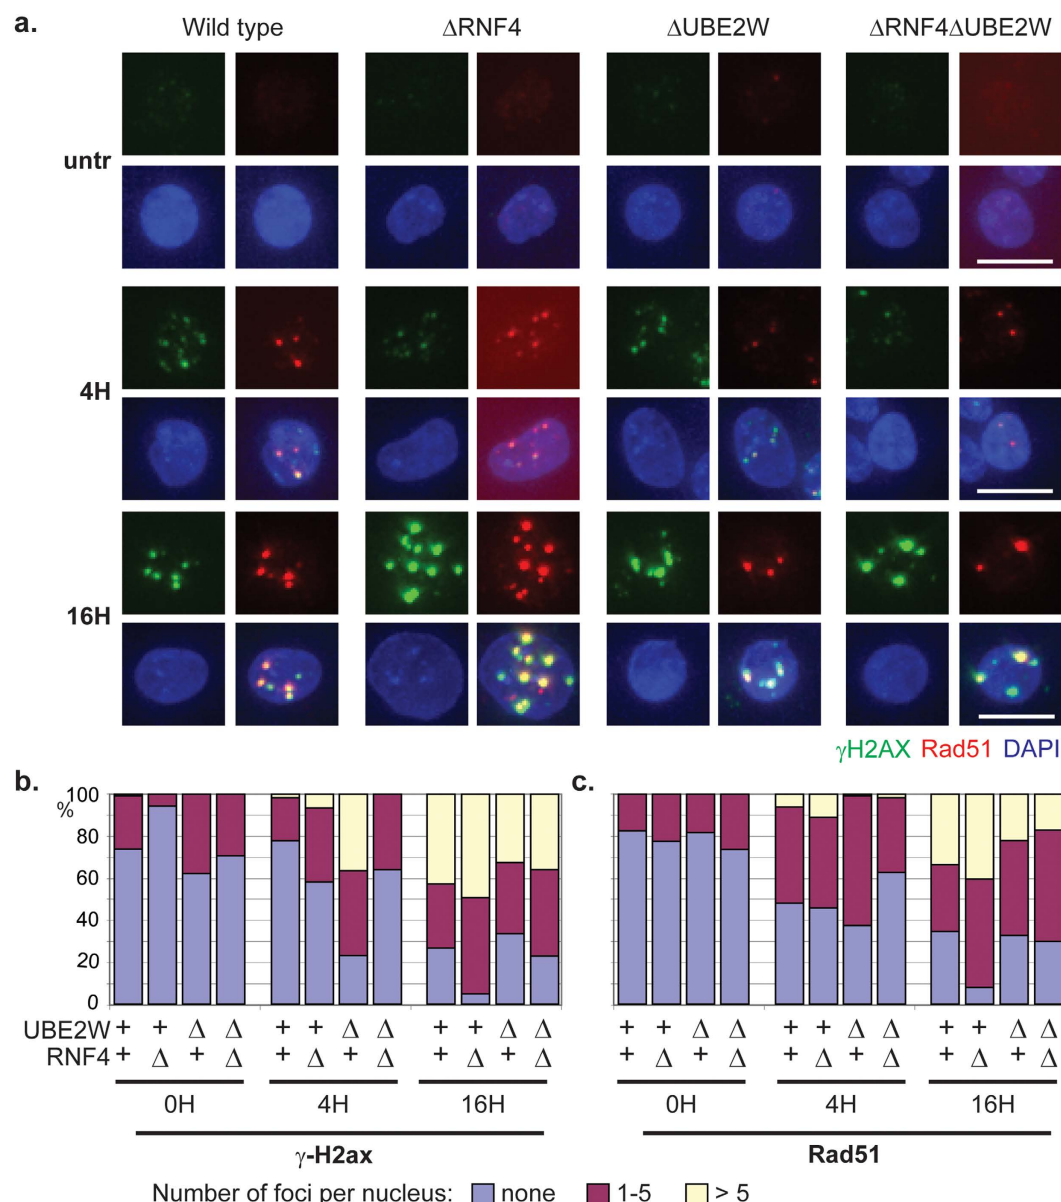 a.
Wild type ΔRNF4 ΔUBE2W ΔRNF4ΔUBE2W
untr
4H
16H
γH2AX Rad51 DAPI
b.
%
100
80
60
40
20
0
UBE2W + + Δ Δ + + Δ Δ + + Δ Δ
RNF4 + Δ + Δ + Δ + Δ + Δ + Δ
0H 4H 16H
γ-H2ax
c.
+ + Δ Δ + + Δ Δ + + Δ Δ
+ Δ + Δ + Δ + Δ + Δ + Δ
0H 4H 16H
Rad51
Number of foci per nucleus: none 1-5 > 5